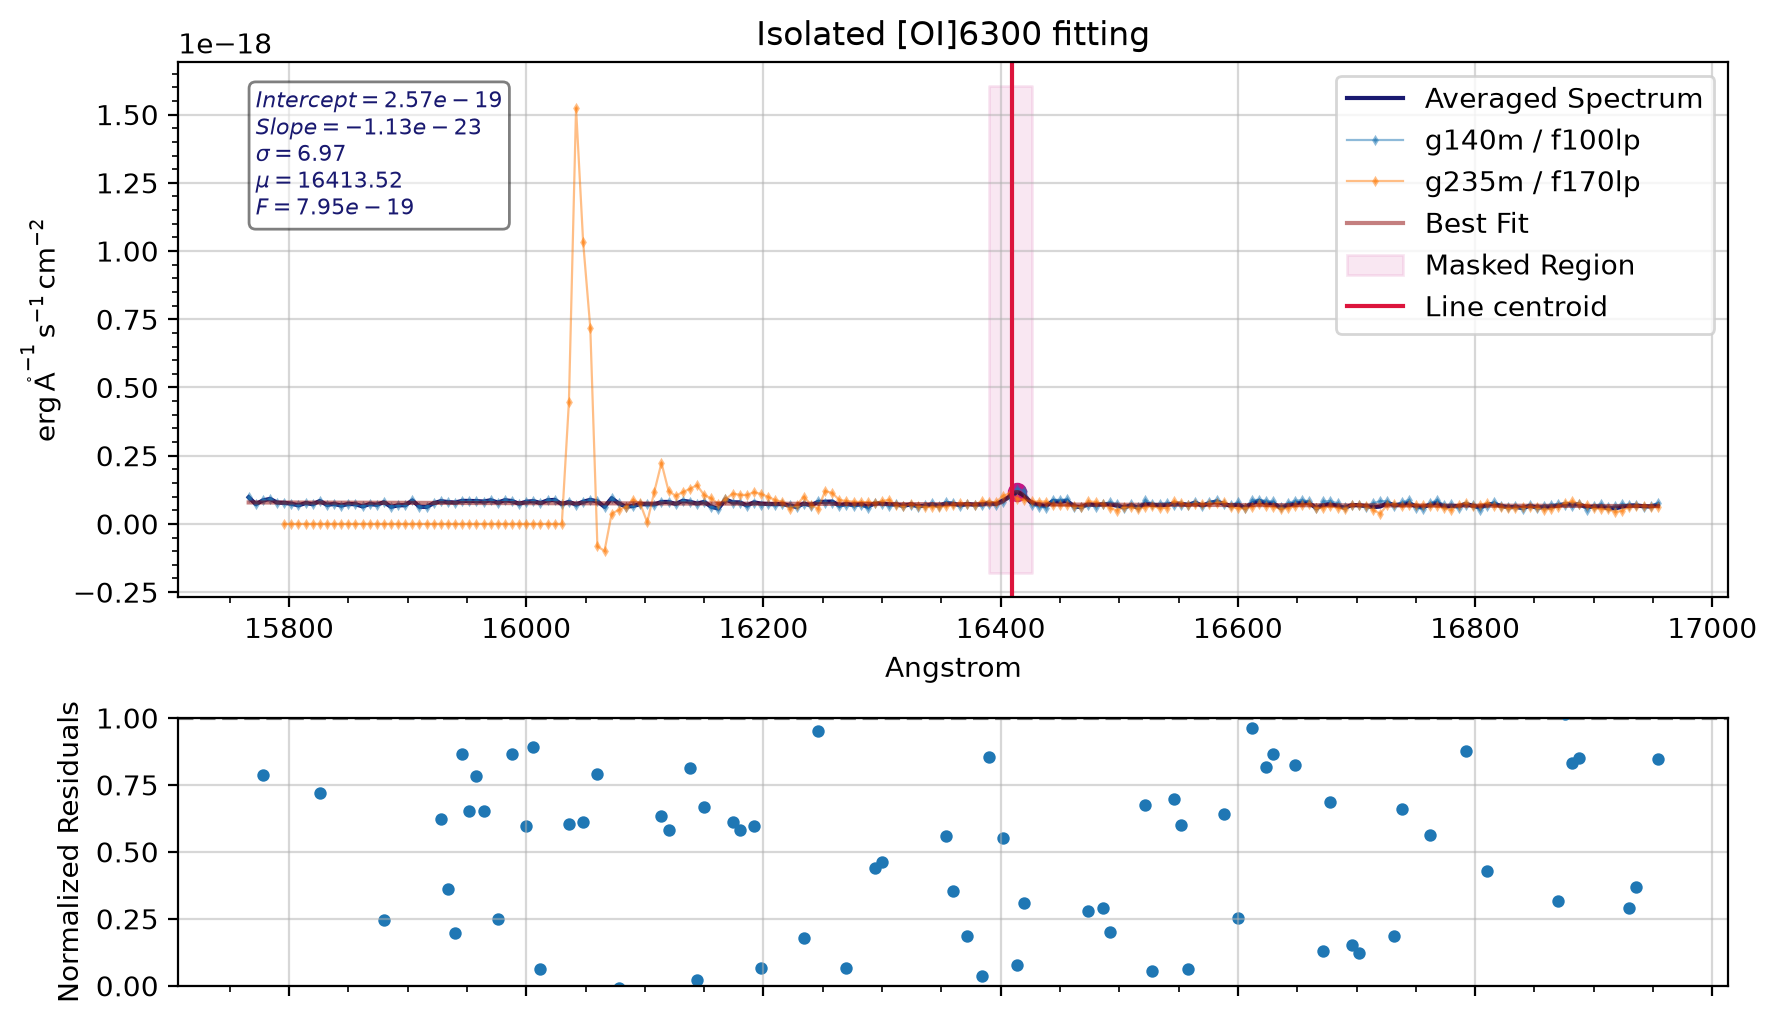 Isolated [OI]6300 fitting
1e−18
Intercept = 2.57e − 19
Slope = −1.13e − 23
σ = 6.97
μ = 16413.52
F = 7.95e − 19
Averaged Spectrum
g140m / f100lp
g235m / f170lp
Best Fit
Masked Region
Line centroid
1.50
1.25
1.00
0.75
0.50
0.25
0.00
−0.25
erg Å⁻¹ s⁻¹ cm⁻²
15800 16000 16200 16400 16600 16800 17000
Angstrom
1.00
0.75
0.50
0.25
0.00
Normalized Residuals